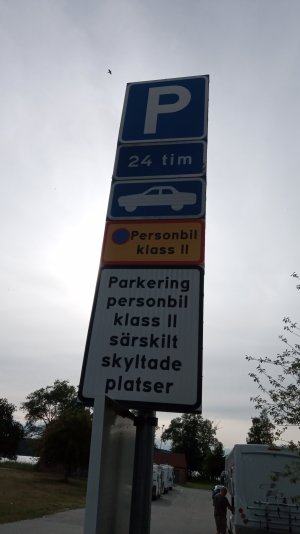 P
24 tim
Personbil
klass II
Parkering
personbil
klass II
särskilt
skyltade
platser